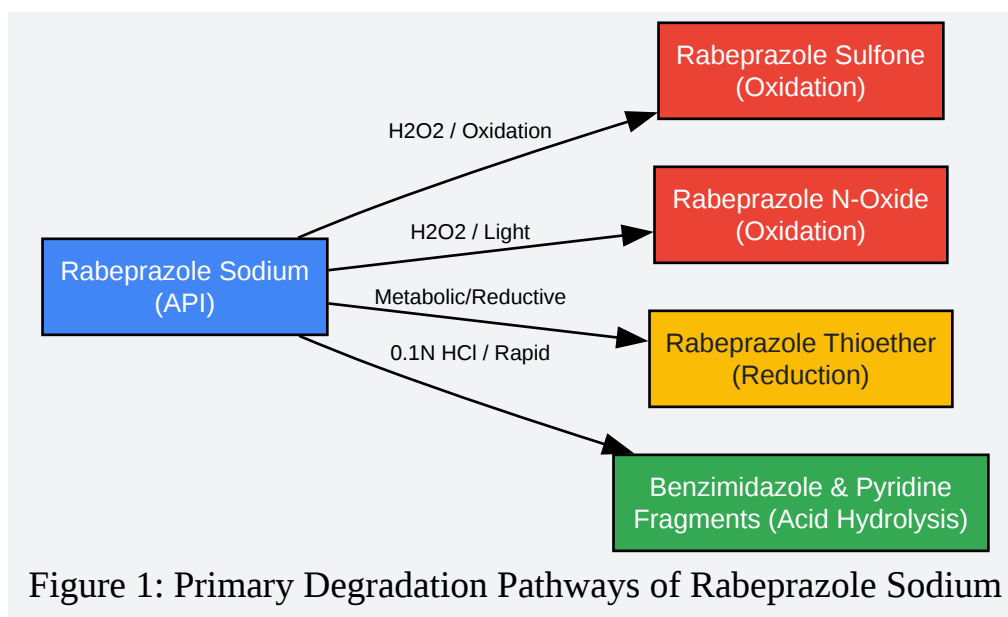 Rabeprazole Sulfone
(Oxidation)
H2O2 / Oxidation
Rabeprazole N-Oxide
(Oxidation)
H2O2 / Light
Rabeprazole Sodium
(API)
Metabolic/Reductive
Rabeprazole Thioether
(Reduction)
0.1N HCl / Rapid
Benzimidazole & Pyridine
Fragments (Acid Hydrolysis)
Figure 1: Primary Degradation Pathways of Rabeprazole Sodium